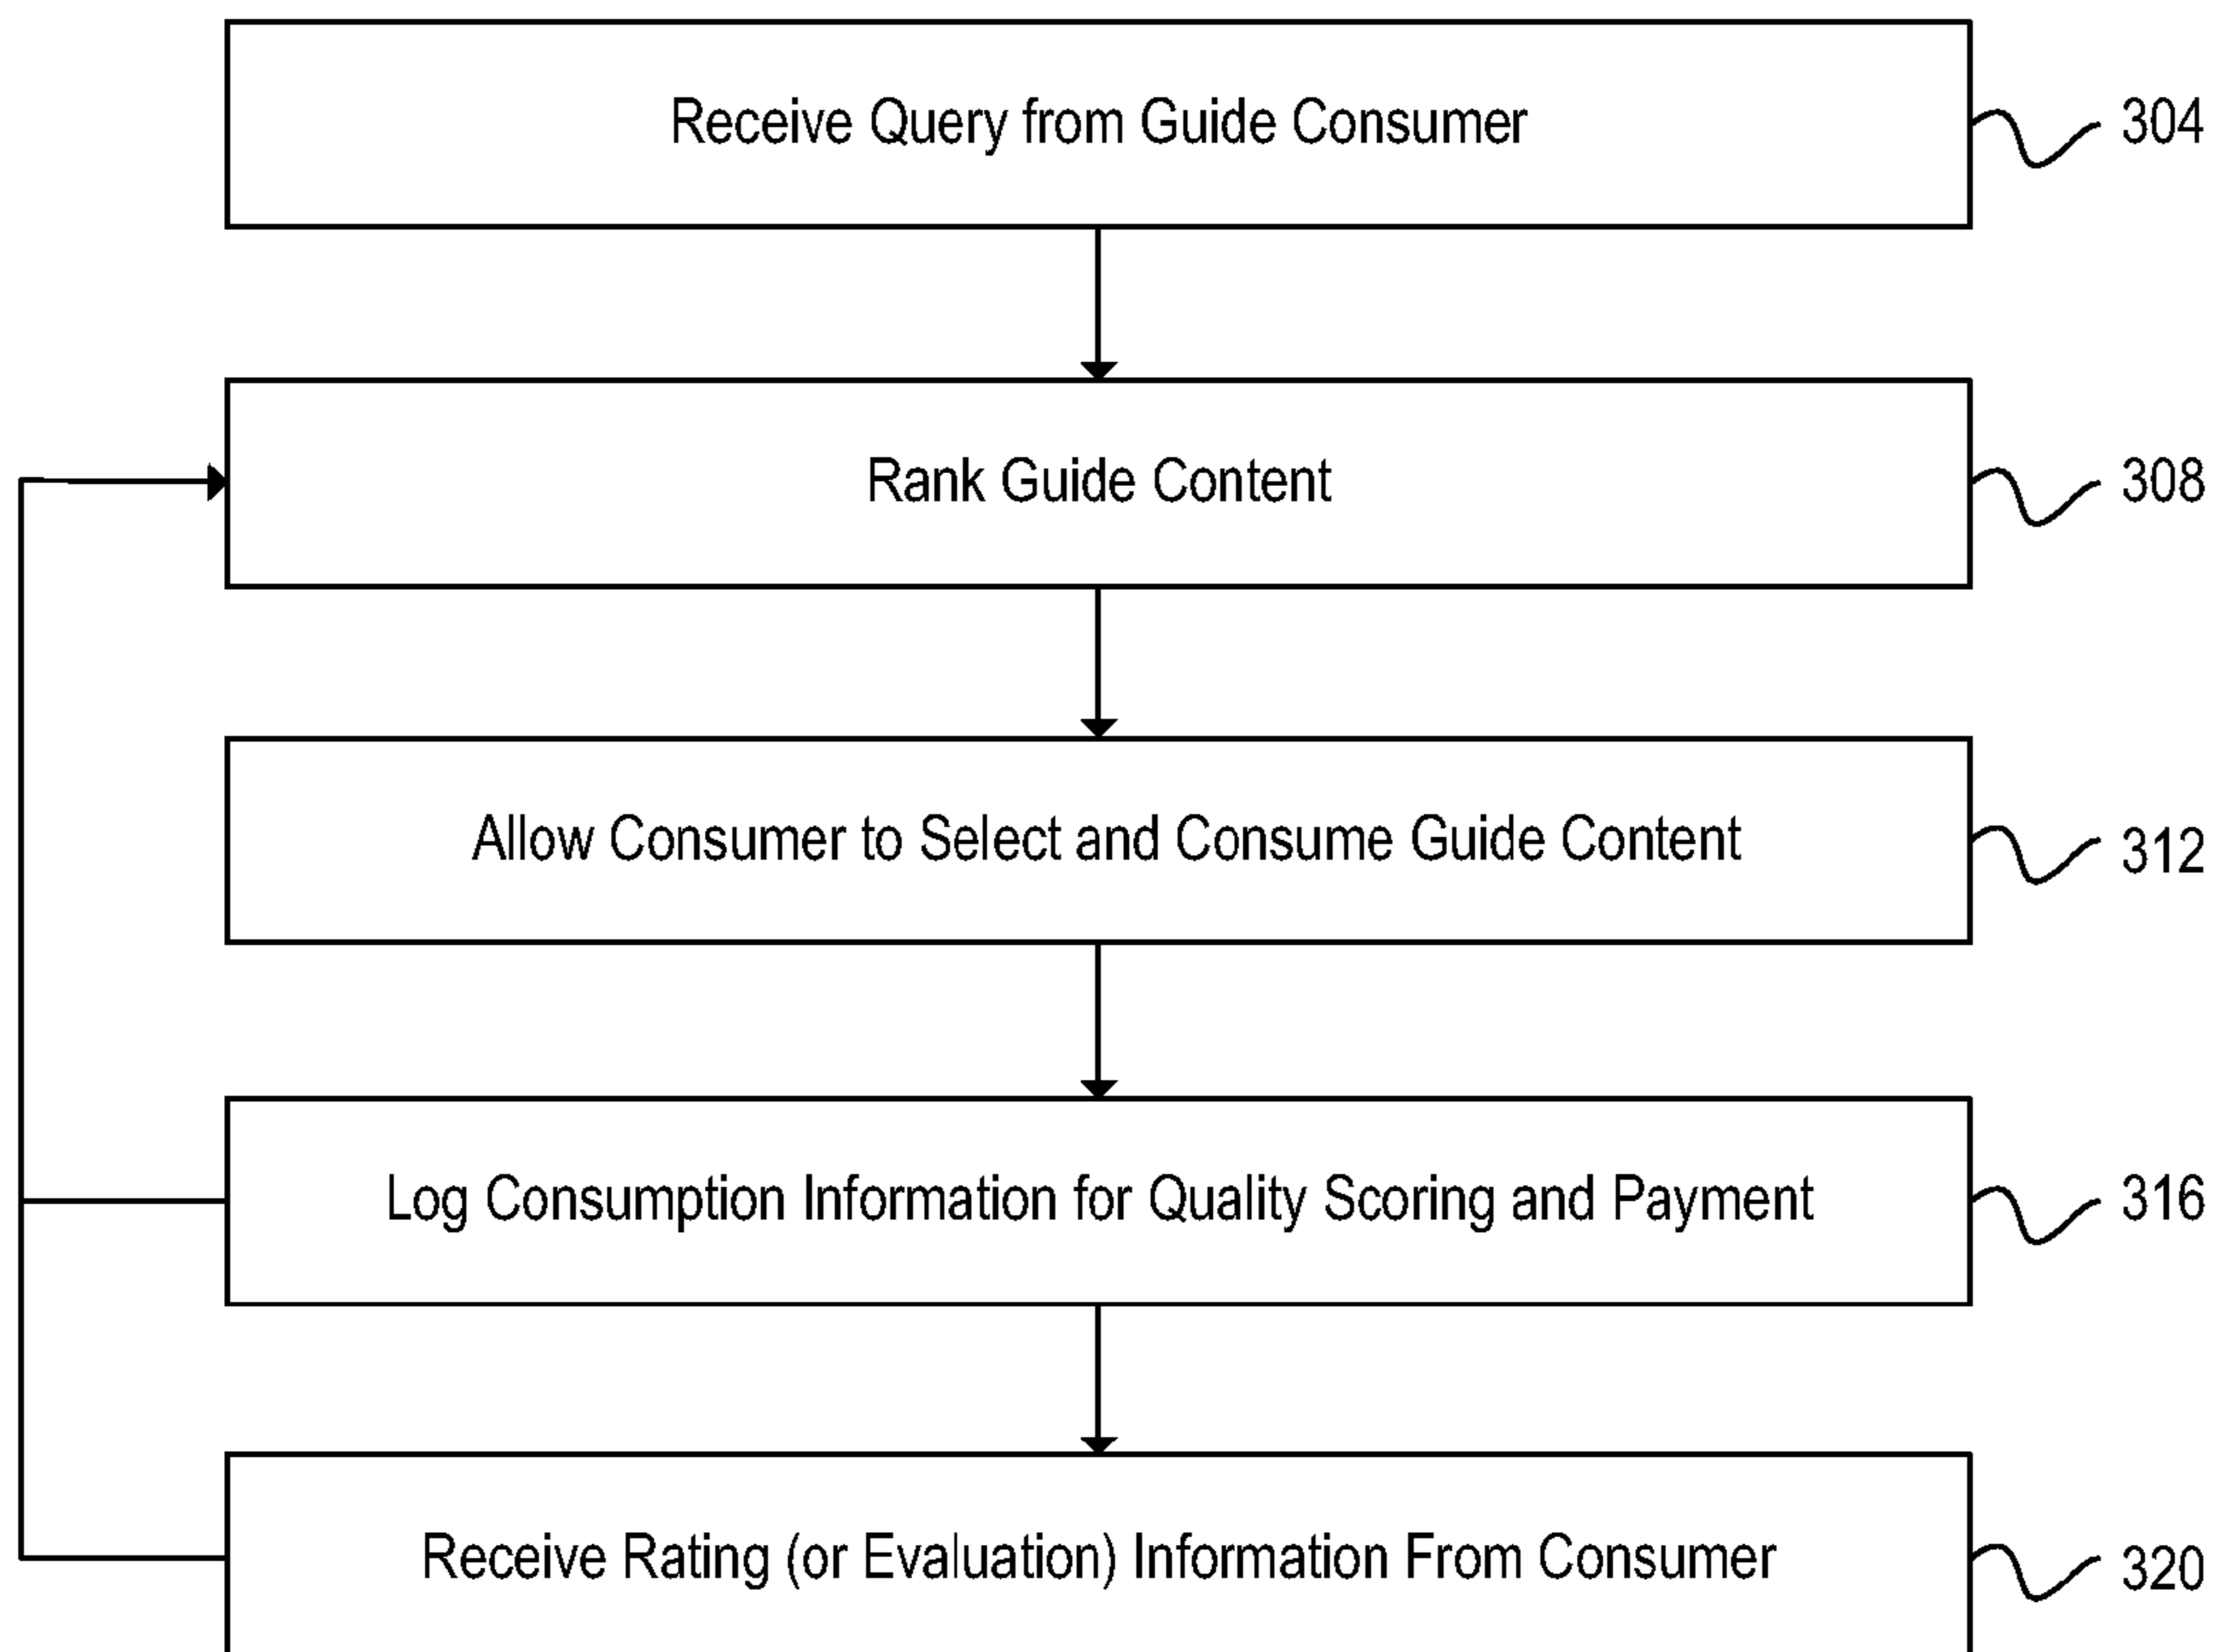 Receive Query from Guide Consumer
304
Rank Guide Content
308
Allow Consumer to Select and Consume Guide Content
312
Log Consumption Information for Quality Scoring and Payment
316
Receive Rating (or Evaluation) Information From Consumer
320